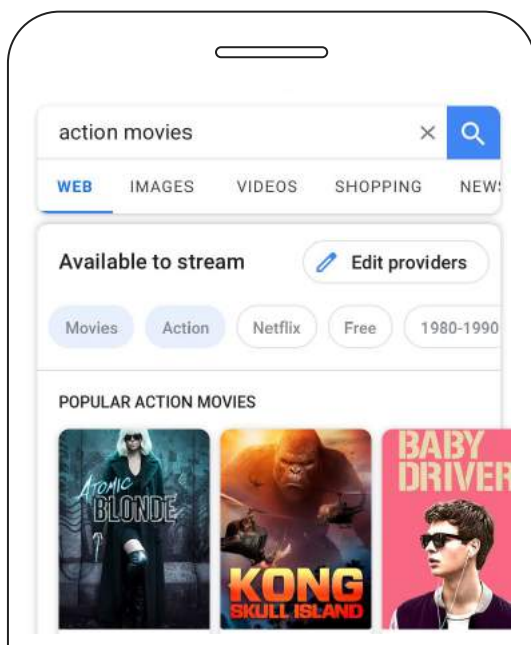 action movies
WEB IMAGES VIDEOS SHOPPING NEWS
Available to stream Edit providers
Movies Action Netflix Free 1980-1990
POPULAR ACTION MOVIES
ATOMIC
BLONDE
KONG
SKULL ISLAND
BABY
DRIVER